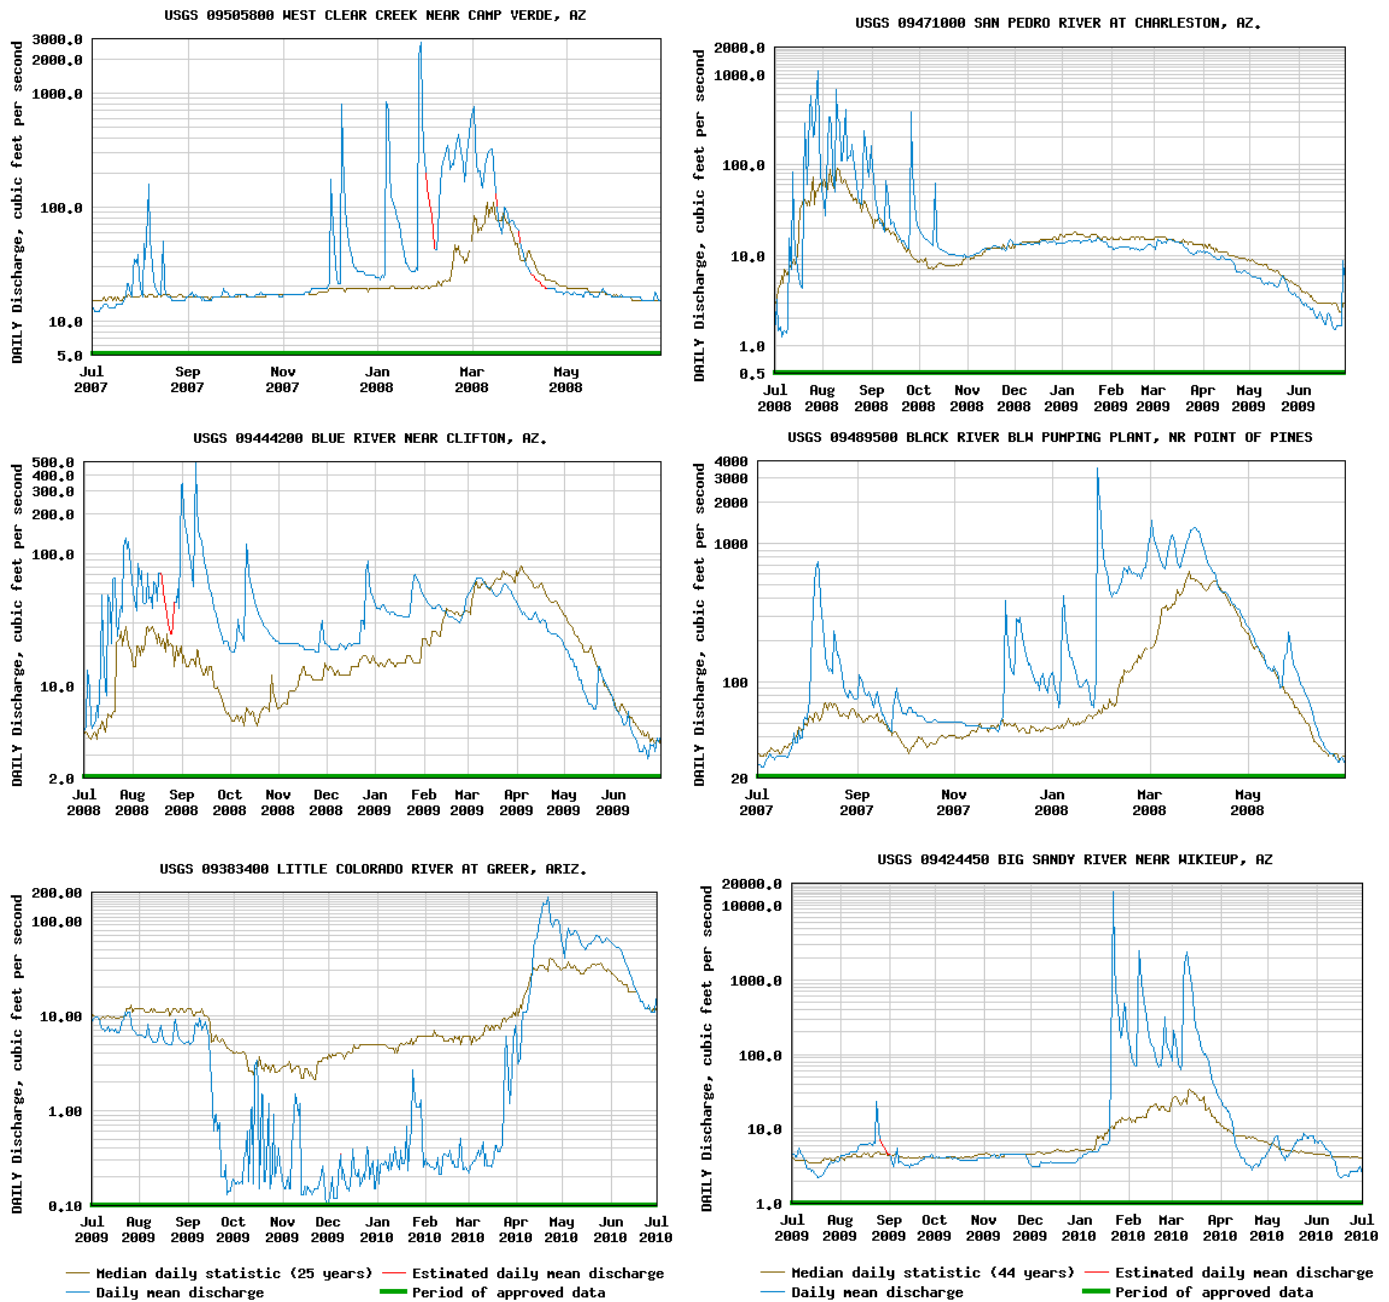 USGS 09505800 WEST CLEAR CREEK NEAR CAMP VERDE, AZ
DAILY Discharge, cubic feet per second
3000.0
2000.0
1000.0
100.0
10.0
5.0
Jul Sep Nov Jan Mar May
2007 2007 2007 2008 2008 2008
USGS 09471000 SAN PEDRO RIVER AT CHARLESTON, AZ.
DAILY Discharge, cubic feet per second
2000.0
1000.0
100.0
10.0
1.0
0.5
Jul Aug Sep Oct Nov Dec Jan Feb Mar Apr May Jun
2008 2008 2008 2008 2008 2008 2009 2009 2009 2009 2009 2009
USGS 09444200 BLUE RIVER NEAR CLIFTON, AZ.
DAILY Discharge, cubic feet per second
500.0
400.0
300.0
200.0
100.0
10.0
2.0
Jul Aug Sep Oct Nov Dec Jan Feb Mar Apr May Jun
2008 2008 2008 2008 2008 2008 2009 2009 2009 2009 2009 2009
USGS 09489500 BLACK RIVER BLW PUMPING PLANT, NR POINT OF PINES
DAILY Discharge, cubic feet per second
4000
3000
2000
1000
100
20
Jul Sep Nov Jan Mar May
2007 2007 2007 2008 2008 2008
USGS 09383400 LITTLE COLORADO RIVER AT GREER, ARIZ.
DAILY Discharge, cubic feet per second
200.00
100.00
10.00
1.00
0.10
Jul Aug Sep Oct Nov Dec Jan Feb Mar Apr May Jun Jul
2009 2009 2009 2009 2009 2009 2010 2010 2010 2010 2010 2010 2010
Median daily statistic (25 years) Estimated daily mean discharge
Daily mean discharge Period of approved data
USGS 09424450 BIG SANDY RIVER NEAR WIKIEUP, AZ
DAILY Discharge, cubic feet per second
20000.0
10000.0
1000.0
100.0
10.0
1.0
Jul Aug Sep Oct Nov Dec Jan Feb Mar Apr May Jun Jul
2009 2009 2009 2009 2009 2009 2010 2010 2010 2010 2010 2010 2010
Median daily statistic (44 years) Estimated daily mean discharge
Daily mean discharge Period of approved data